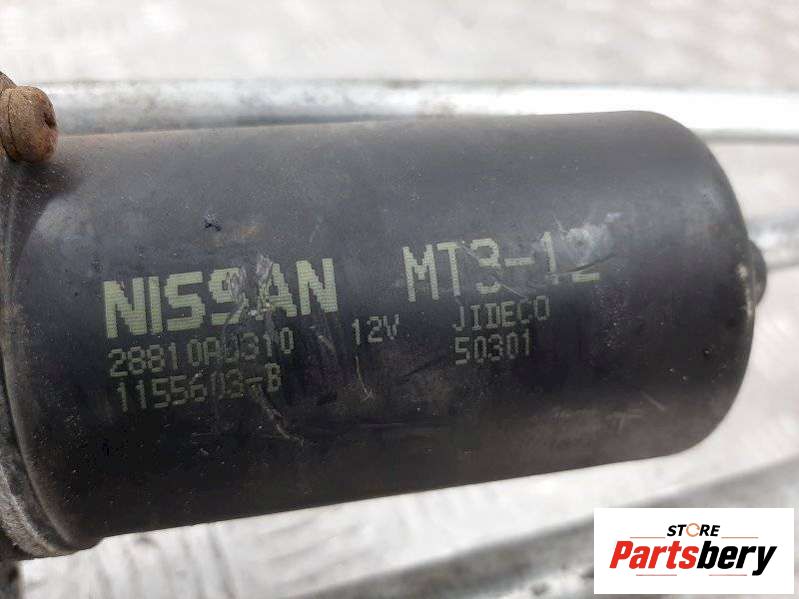 NISSAN MT3-12
28810AU310 12V JIDECO
1155603-B 50301
STORE
Partsbery